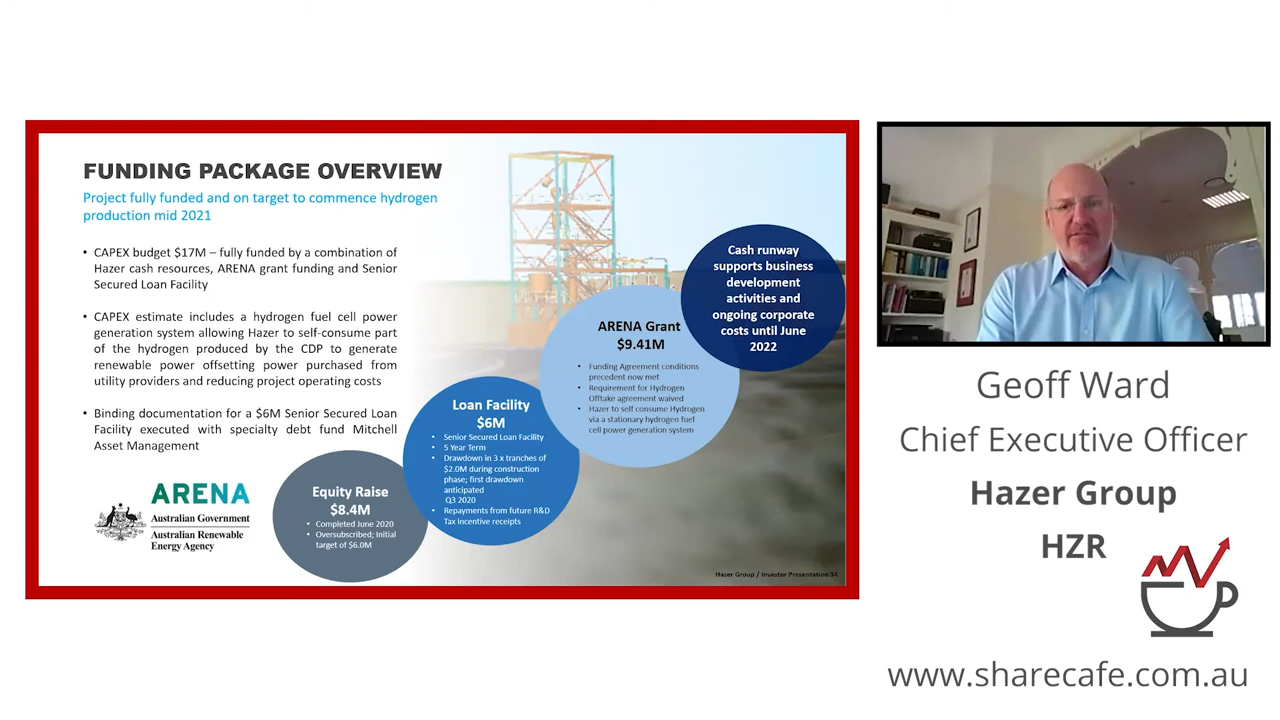 FUNDING PACKAGE OVERVIEW
Project fully funded and on target to commence hydrogen
production mid 2021
• CAPEX budget $17M – fully funded by a combination of
Hazer cash resources, ARENA grant funding and Senior
Secured Loan Facility
• CAPEX estimate includes a hydrogen fuel cell power
generation system allowing Hazer to self-consume part
of the hydrogen produced by the CDP to generate
renewable power offsetting power purchased from
utility providers and reducing project operating costs
• Binding documentation for a $6M Senior Secured Loan
Facility executed with specialty debt fund Mitchell
Asset Management
ARENA
Australian Government
Australian Renewable
Energy Agency
Equity Raise
$8.4M
• Completed June 2020
• Oversubscribed; Initial
target of $6.0M
Loan Facility
$6M
• Senior Secured Loan Facility
• 5 Year Term
• Drawdown in 3 x tranches of
$2.0M during construction
phase; first drawdown
anticipated
Q3 2020
• Repayments from future R&D
Tax incentive receipts
ARENA Grant
$9.41M
• Funding Agreement conditions
precedent now met
• Requirement for Hydrogen
Offtake agreement waived
• Hazer to self consume Hydrogen
via a stationary hydrogen fuel
cell power generation system
Cash runway
supports business
development
activities and
ongoing corporate
costs until June
2022
Hazer Group / Investor Presentation 34
Geoff Ward
Chief Executive Officer
Hazer Group
HZR
www.sharecafe.com.au